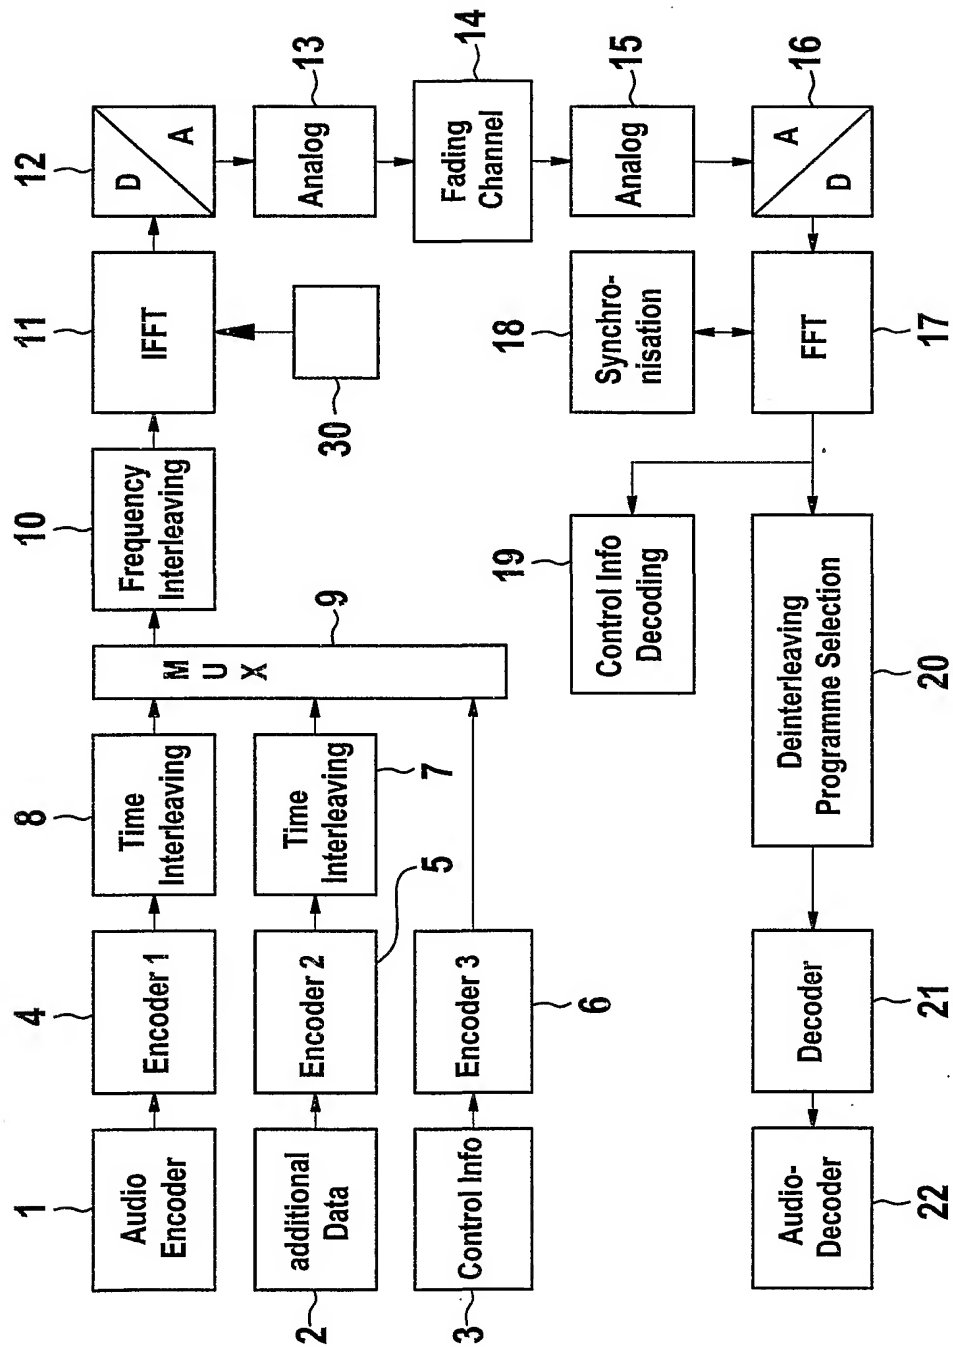 1
Audio
Encoder
4
Encoder 1
8
Time
Interleaving
2
additional
Data
Encoder 2
5
Time
Interleaving
7
3
Control Info
Encoder 3
6
M
U
X
9
10
Frequency
Interleaving
11
IFFT
30
12
D
A
13
Analog
14
Fading
Channel
15
Analog
16
A
D
18
Synchro-
nisation
FFT
17
19
Control Info
Decoding
Deinterleaving
Programme Selection
20
Decoder
21
Audio-
Decoder
22